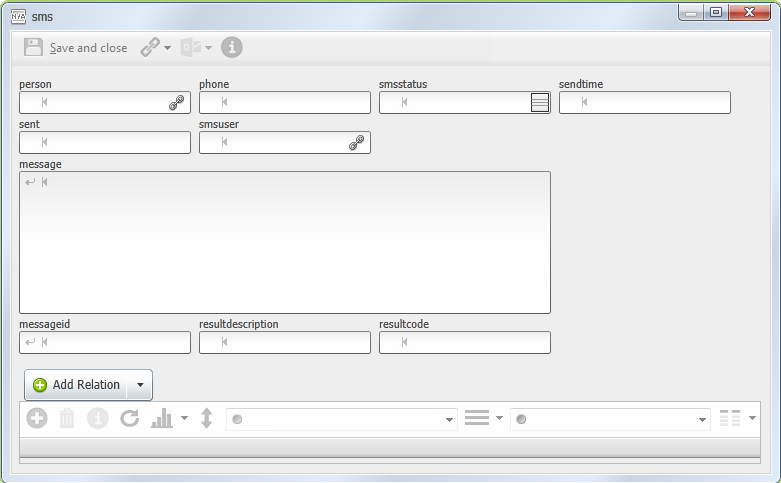 sms
Save and close
person phone smsstatus sendtime
sent smsuser
message
messageid resultdescription resultcode
Add Relation